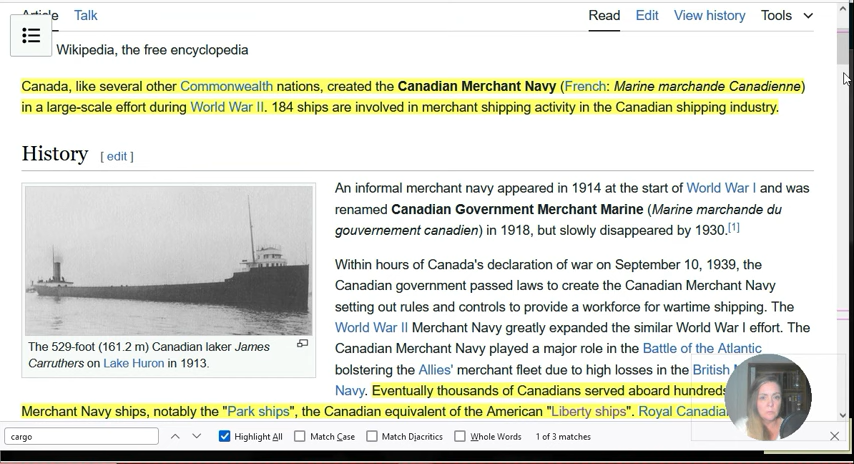 Article Talk Read Edit View history Tools
Wikipedia, the free encyclopedia
Canada, like several other Commonwealth nations, created the Canadian Merchant Navy (French: Marine marchande Canadienne)
in a large-scale effort during World War II. 184 ships are involved in merchant shipping activity in the Canadian shipping industry.
History [ edit ]
An informal merchant navy appeared in 1914 at the start of World War I and was
renamed Canadian Government Merchant Marine (Marine marchande du
gouvernement canadien) in 1918, but slowly disappeared by 1930.[1]
Within hours of Canada's declaration of war on September 10, 1939, the
Canadian government passed laws to create the Canadian Merchant Navy
setting out rules and controls to provide a workforce for wartime shipping. The
World War II Merchant Navy greatly expanded the similar World War I effort. The
Canadian Merchant Navy played a major role in the Battle of the Atlantic
bolstering the Allies' merchant fleet due to high losses in the British
Navy. Eventually thousands of Canadians served aboard hundreds
The 529-foot (161.2 m) Canadian laker James
Carruthers on Lake Huron in 1913.
Merchant Navy ships, notably the "Park ships", the Canadian equivalent of the American "Liberty ships". Royal
cargo Highlight All Match Case Match Diacritics Whole Words 1 of 3 matches